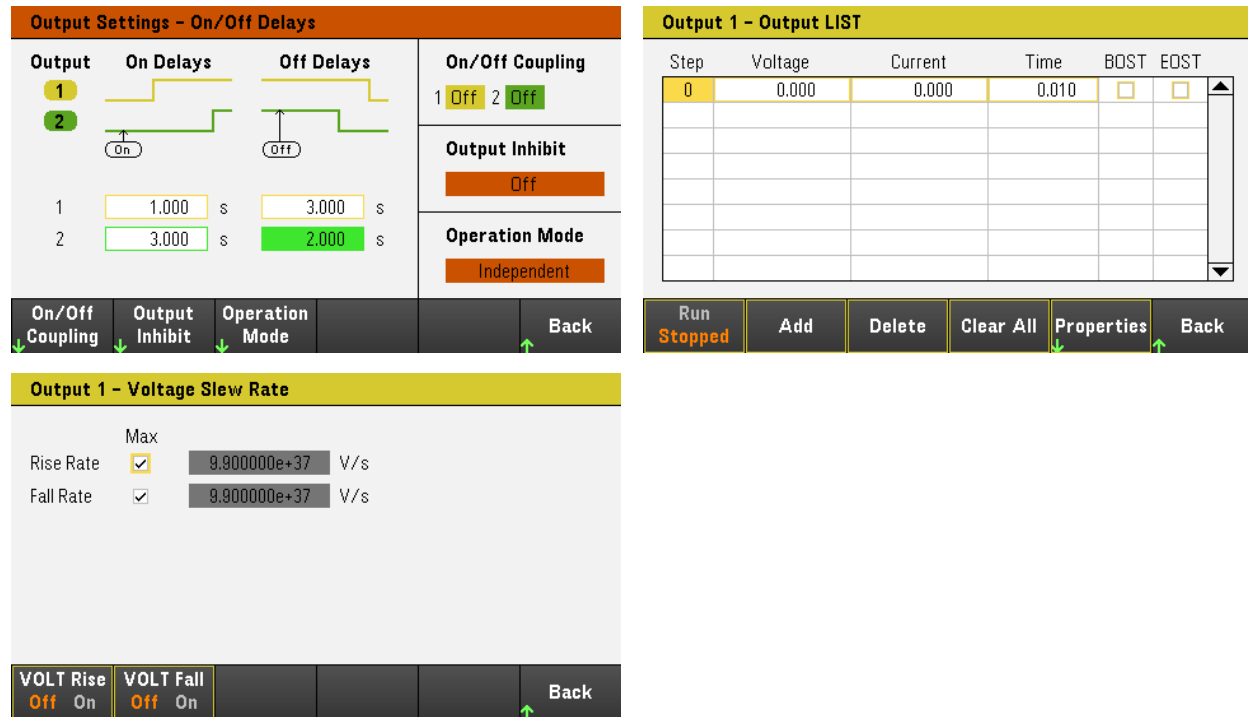 Output Settings – On/Off Delays
Output On Delays Off Delays
1
2
On Off
1 1.000 s 3.000 s
2 3.000 s 2.000 s
On/Off Coupling
1 Off 2 Off
Output Inhibit
Off
Operation Mode
Independent
On/Off Coupling
Output Inhibit
Operation Mode
Back
Output 1 – Output LIST
Step Voltage Current Time BOST EOST
0 0.000 0.000 0.010
Run Stopped
Add
Delete
Clear All
Properties
Back
Output 1 – Voltage Slew Rate
Max
Rise Rate 9.900000e+37 V/s
Fall Rate 9.900000e+37 V/s
VOLT Rise VOLT Fall
Off On Off On
Back